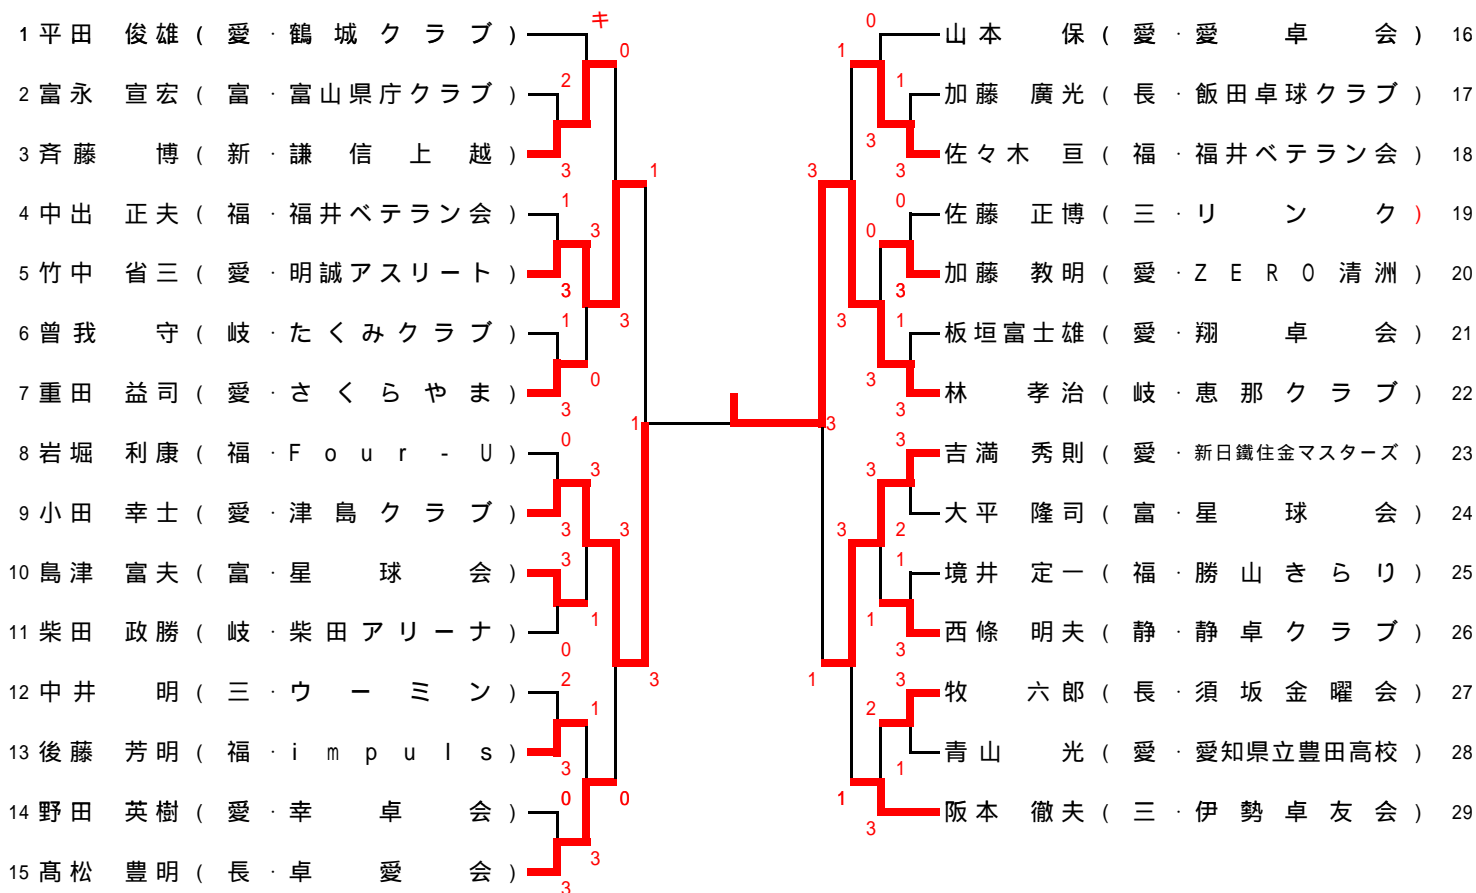 キ
1 平田 俊雄 ( 愛 · 鶴城クラブ )
0
2
2 富永 宣宏 ( 富 · 富山県庁クラブ )
3 斉藤 博 ( 新 · 謙信上越 )
3
1
1
4 中出 正夫 ( 福 · 福井ベテラン会 )
3
5 竹中 省三 ( 愛 · 明誠アスリート )
3
1
3
6 曽我 守 ( 岐 · たくみクラブ )
0
7 重田 益司 ( 愛 · さくらやま )
3
1
0
8 岩堀 利康 ( 福 · Four-U )
3
9 小田 幸士 ( 愛 · 津島クラブ )
3
3
3
10 島津 富夫 ( 富 · 星球会 )
1
11 柴田 政勝 ( 岐 · 柴田アリーナ )
0
3
2
12 中井 明 ( 三 · ウーミン )
1
13 後藤 芳明 ( 福 · impuls )
3
0
0
14 野田 英樹 ( 愛 · 幸卓会 )
3
15 髙松 豊明 ( 長 · 卓愛会 )
3
0
山本 保 ( 愛 · 愛卓会 ) 16
1
1
加藤 廣光 ( 長 · 飯田卓球クラブ ) 17
3
佐々木 亘 ( 福 · 福井ベテラン会 ) 18
3
3
0
佐藤 正博 ( 三 · リンク ) 19
0
加藤 教明 ( 愛 · ZERO清洲 ) 20
3
3
1
板垣富士雄 ( 愛 · 翔卓会 ) 21
3
林 孝治 ( 岐 · 恵那クラブ ) 22
3
3
3
吉満 秀則 ( 愛 · 新日鐵住金マスターズ ) 23
3
大平 隆司 ( 富 · 星球会 ) 24
3
2
1
境井 定一 ( 福 · 勝山きらり ) 25
1
西條 明夫 ( 静 · 静卓クラブ ) 26
3
1
3
牧 六郎 ( 長 · 須坂金曜会 ) 27
2
青山 光 ( 愛 · 愛知県立豊田高校 ) 28
1
1
阪本 徹夫 ( 三 · 伊勢卓友会 ) 29
3